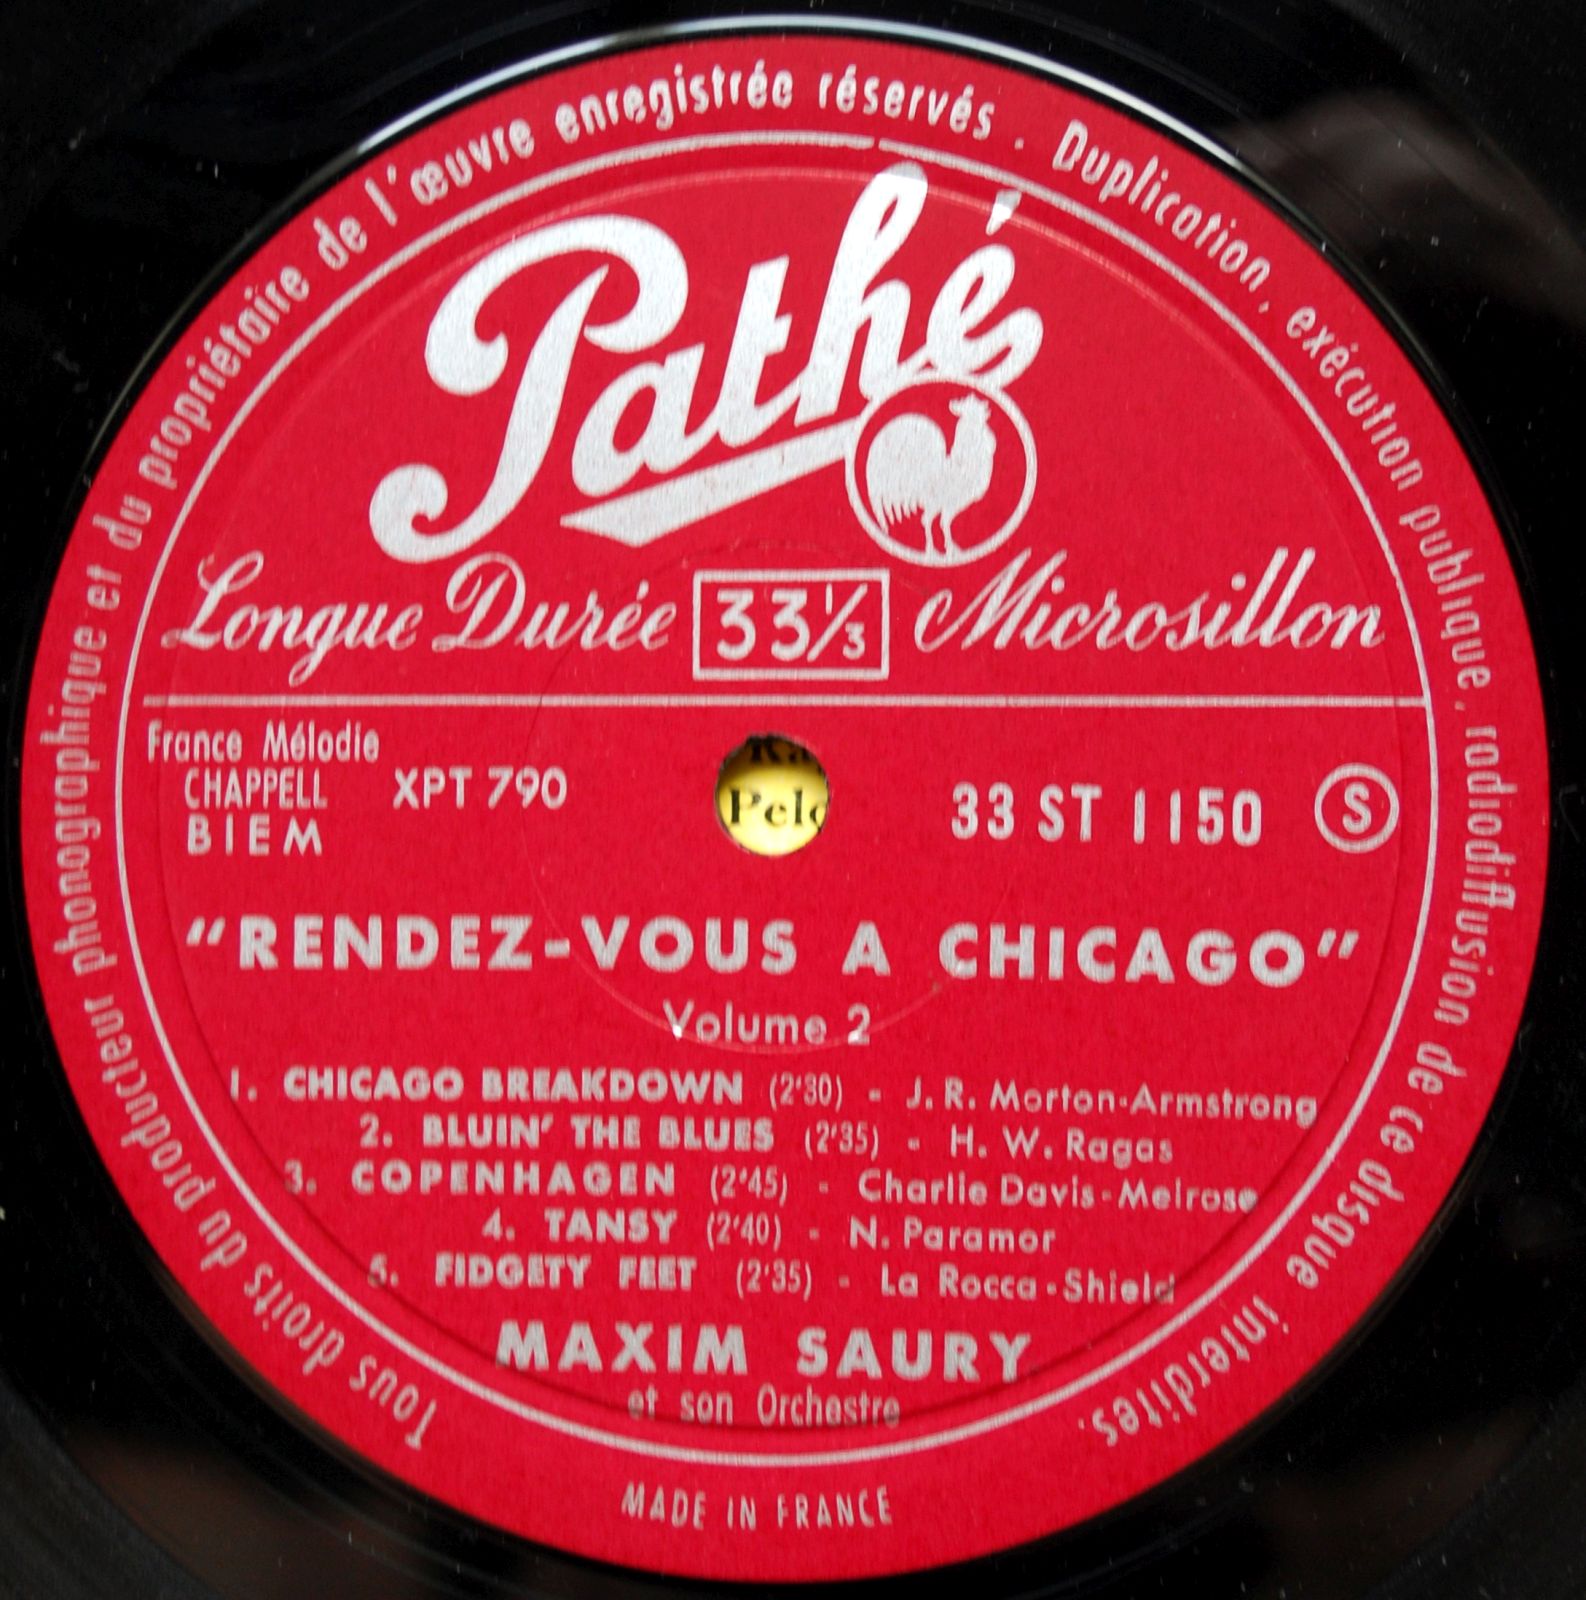 Tous droits du producteur phonographique et du propriétaire de l'œuvre enregistrée réservés . Duplication, exécution publique, radiodiffusion de ce disque interdites.
Pathé
Longue Durée 33 1/3 Microsillon
France Mélodie
CHAPPELL
BIEM
XPT 790
33 ST 1150 S
"RENDEZ-VOUS A CHICAGO"
Volume 2
1. CHICAGO BREAKDOWN (2'30) - J. R. Morton-Armstrong
2. BLUIN' THE BLUES (2'35) - H. W. Ragas
3. COPENHAGEN (2'45) - Charlie Davis-Melrose
4. TANSY (2'40) - N. Paramor
5. FIDGETY FEET (2'35) - La Rocca-Shield
MAXIM SAURY
et son Orchestre
MADE IN FRANCE